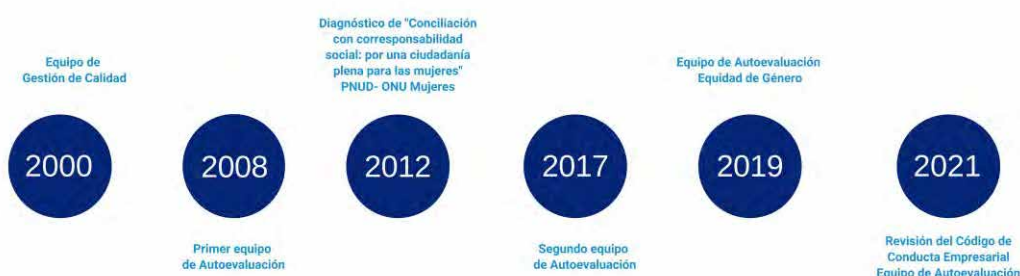 Equipo de
Gestión de Calidad
2000
2008
Primer equipo
de Autoevaluación
Diagnóstico de "Conciliación
con corresponsabilidad
social: por una ciudadanía
plena para las mujeres"
PNUD- ONU Mujeres
2012
2017
Segundo equipo
de Autoevaluación
Equipo de Autoevaluación
Equidad de Género
2019
2021
Revisión del Código de
Conducta Empresarial
Equipo de Autoevaluación